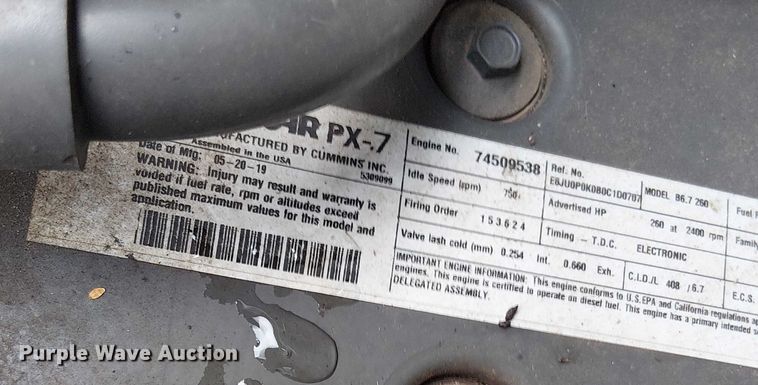 PX-7
MANUFACTURED BY CUMMINS INC.
Assembled in the USA
5309099
Date of Mfg: 05-20-19
WARNING: Injury may result and warranty is
voided if fuel rate, rpm or altitudes exceed
published maximum values for this model and
application.
Engine No. 74509538
Idle Speed (rpm) 750
Firing Order 153624
Valve lash cold (mm) 0.254 Int. 0.660 Exh.
Ref. No.
MODEL B6.7 260
Advertised HP 260 at 2400 rpm
Timing - T.D.C. ELECTRONIC
C.I.D./L 408 /6.7
Fuel
Family
E.C.S.
IMPORTANT ENGINE INFORMATION: This engine conforms to U.S.EPA and California regulations
engines. This engine is certified to operate on diesel fuel. This engine has a primary intended
DELEGATED ASSEMBLY.
Purple Wave Auction